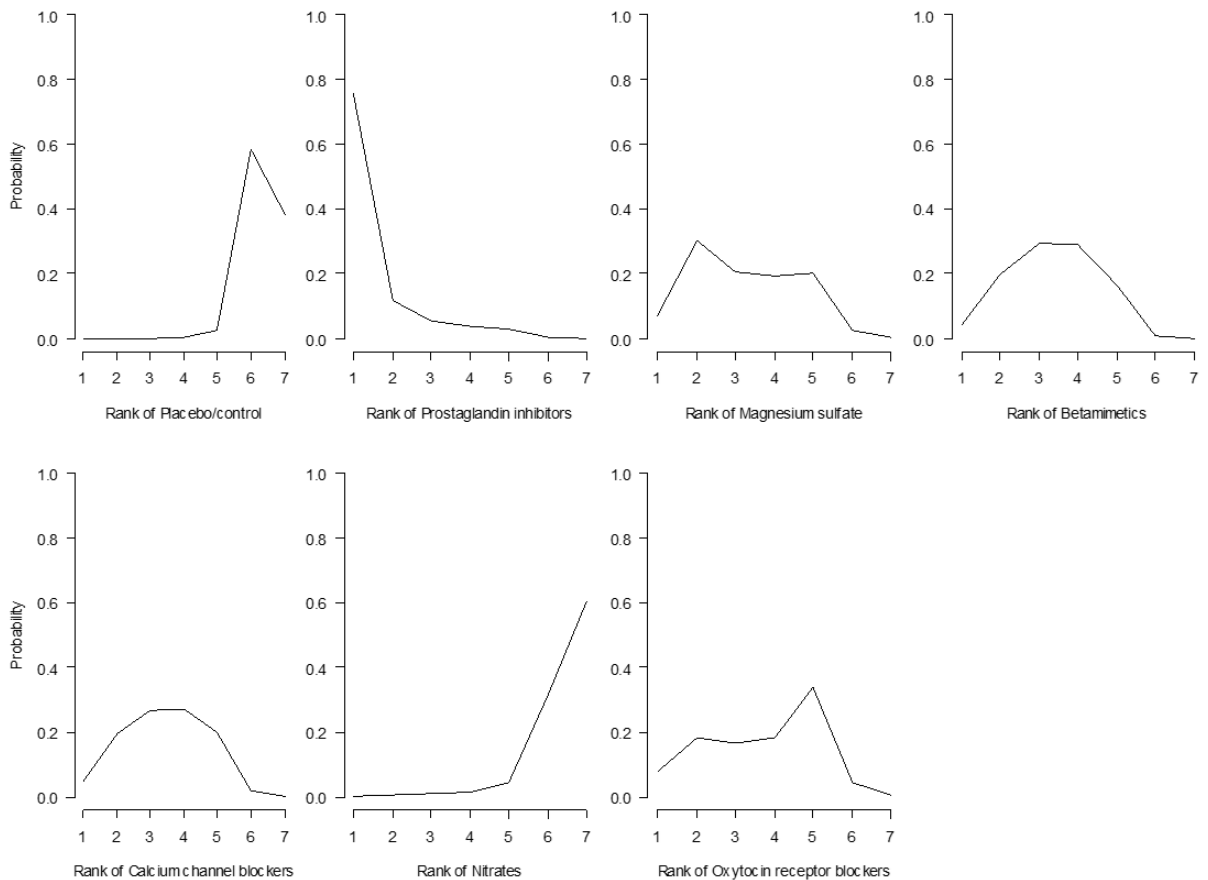 1.0 1.0 1.0 1.0
0.8 0.8 0.8 0.8
0.6 0.6 0.6 0.6
Probability
0.4 0.4 0.4 0.4
0.2 0.2 0.2 0.2
0.0 0.0 0.0 0.0
1 2 3 4 5 6 7 1 2 3 4 5 6 7 1 2 3 4 5 6 7 1 2 3 4 5 6 7
Rank of Placebo/control Rank of Prostaglandin inhibitors Rank of Magnesium sulfate Rank of Betamimetics
1.0 1.0 1.0
0.8 0.8 0.8
0.6 0.6 0.6
Probability
0.4 0.4 0.4
0.2 0.2 0.2
0.0 0.0 0.0
1 2 3 4 5 6 7 1 2 3 4 5 6 7 1 2 3 4 5 6 7
Rank of Calcium channel blockers Rank of Nitrates Rank of Oxytocin receptor blockers